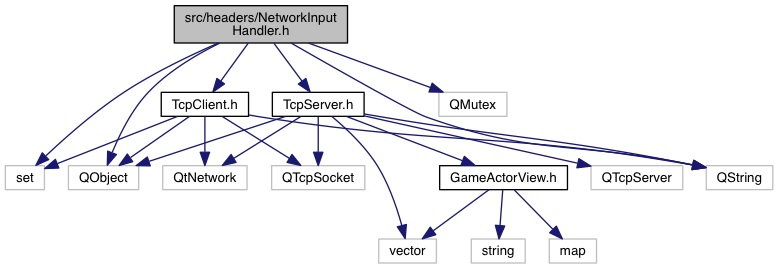 src/headers/NetworkInput
Handler.h
TcpClient.h
TcpServer.h
QMutex
set
QObject
QtNetwork
QTcpSocket
GameActorView.h
QTcpServer
QString
vector
string
map